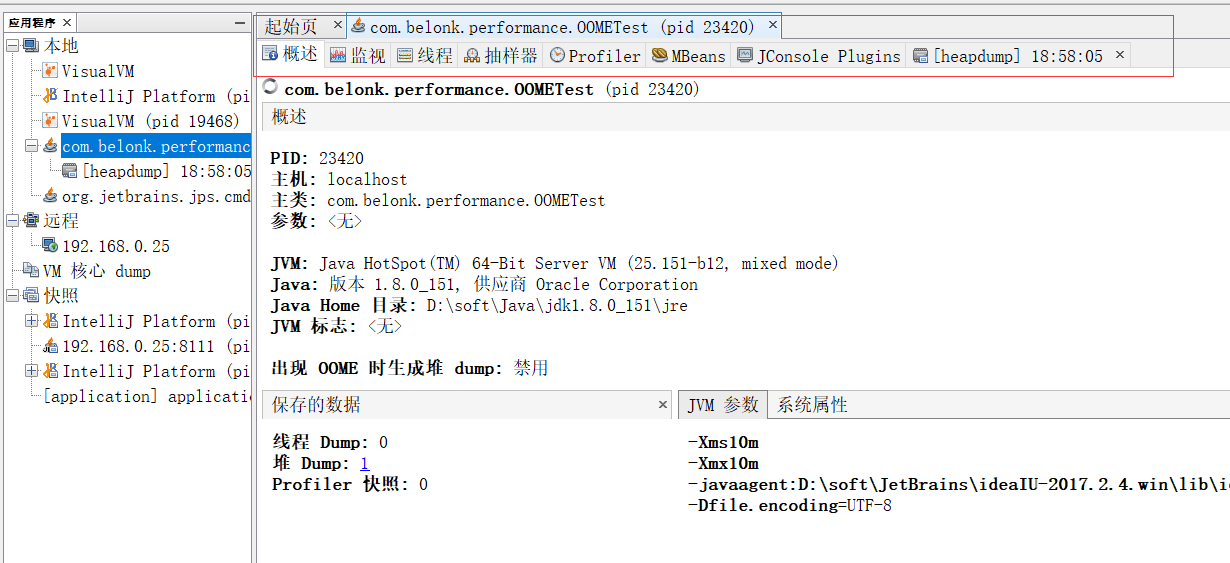 应用程序
本地
VisualVM
IntelliJ Platform (pi
VisualVM (pid 19468)
com.belonk.performanc
[heapdump] 18:58:05
org.jetbrains.jps.cmd
远程
192.168.0.25
VM 核心 dump
快照
IntelliJ Platform (pi
192.168.0.25:8111 (pi
IntelliJ Platform (pi
[application] applicatio
起始页 com.belonk.performance.OOMETest (pid 23420)
概述 监视 线程 抽样器 Profiler MBeans JConsole Plugins [heapdump] 18:58:05
com.belonk.performance.OOMETest (pid 23420)
概述
PID: 23420
主机: localhost
主类: com.belonk.performance.OOMETest
参数: <无>
JVM: Java HotSpot(TM) 64-Bit Server VM (25.151-b12, mixed mode)
Java: 版本 1.8.0_151, 供应商 Oracle Corporation
Java Home 目录: D:\soft\Java\jdk1.8.0_151\jre
JVM 标志: <无>
出现 OOME 时生成堆 dump: 禁用
保存的数据
线程 Dump: 0
堆 Dump: 1
Profiler 快照: 0
JVM 参数 系统属性
-Xms10m
-Xmx10m
-javaagent:D:\soft\JetBrains\ideaIU-2017.2.4.win\lib\i
-Dfile.encoding=UTF-8